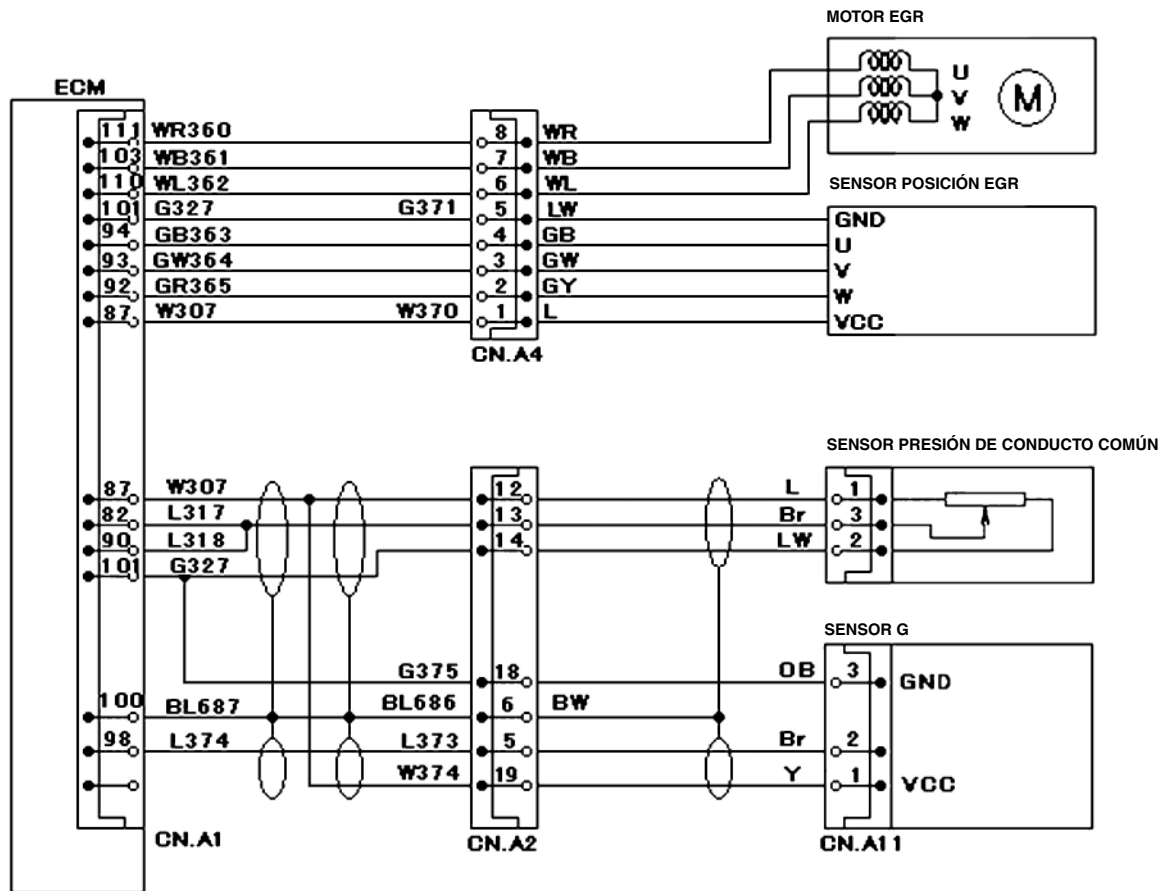 MOTOR EGR
U
V
W
M
ECM
111 WR360 8 WR
103 WB361 7 WB
110 WL362 6 WL
101 G327 G371 5 LW
94 GB363 4 GB
93 GW364 3 GW
92 GR365 2 GY
87 W307 W370 1 L
CN.A4
SENSOR POSICIÓN EGR
GND
U
V
W
VCC
SENSOR PRESIÓN DE CONDUCTO COMÚN
87 W307 12 L 1
82 L317 13 Br 3
90 L318 14 LW 2
101 G327
SENSOR G
G375 18 OB 3 GND
100 BL687 BL686 6 BW
98 L374 L373 5 Br 2
W374 19 Y 1 VCC
CN.A1
CN.A2
CN.A11